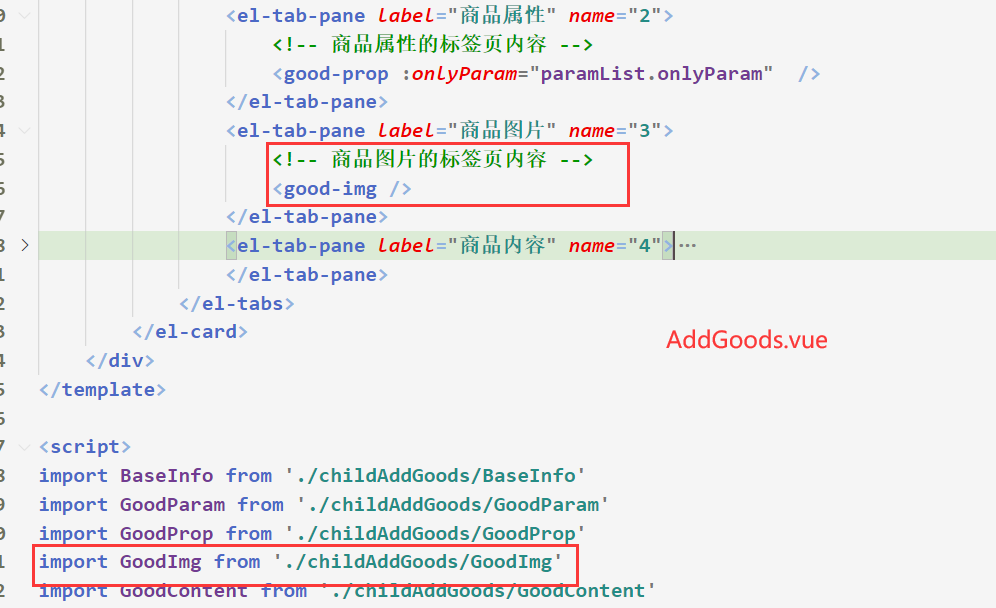 0 <el-tab-pane label="商品属性" name="2">
1 <!-- 商品属性的标签页内容 -->
2 <good-prop :onlyParam="paramList.onlyParam" />
3 </el-tab-pane>
4 <el-tab-pane label="商品图片" name="3">
5 <!-- 商品图片的标签页内容 -->
6 <good-img />
7 </el-tab-pane>
8 <el-tab-pane label="商品内容" name="4">···
1 </el-tab-pane>
2 </el-tabs>
3 </el-card>
AddGoods.vue
4 </div>
5 </template>
6
7 <script>
8 import BaseInfo from './childAddGoods/BaseInfo'
9 import GoodParam from './childAddGoods/GoodParam'
0 import GoodProp from './childAddGoods/GoodProp'
1 import GoodImg from './childAddGoods/GoodImg'
2 import GoodContent from './childAddGoods/GoodContent'